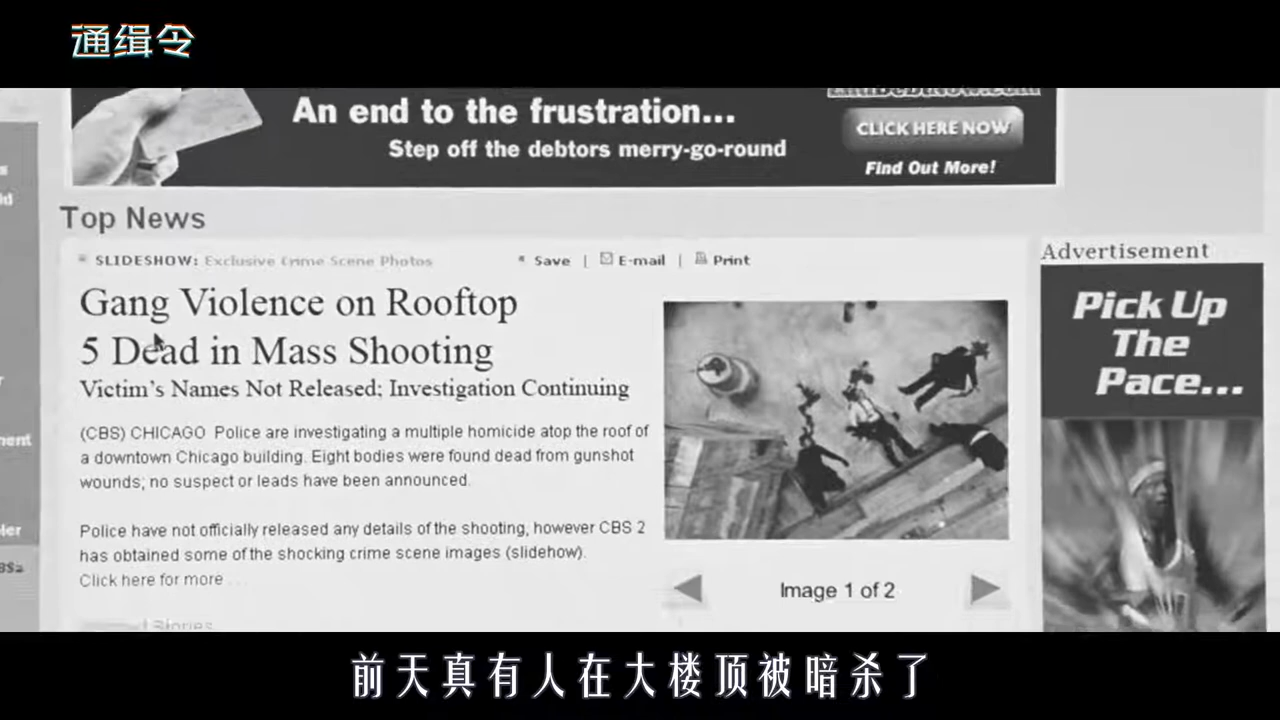 通缉令
An end to the frustration...
Step off the debtors merry-go-round
CLICK HERE NOW
Find Out More!
Top News
SLIDESHOW: Exclusive Crime Scene Photos
Save | E-mail | Print
Gang Violence on Rooftop
5 Dead in Mass Shooting
Victim's Names Not Released; Investigation Continuing
(CBS) CHICAGO Police are investigating a multiple homicide atop the roof of
a downtown Chicago building. Eight bodies were found dead from gunshot
wounds; no suspect or leads have been announced.
Police have not officially released any details of the shooting, however CBS 2
has obtained some of the shocking crime scene images (slidehow).
Click here for more
Image 1 of 2
Advertisement
Pick Up
The
Pace...
前天真有人在大楼顶被暗杀了